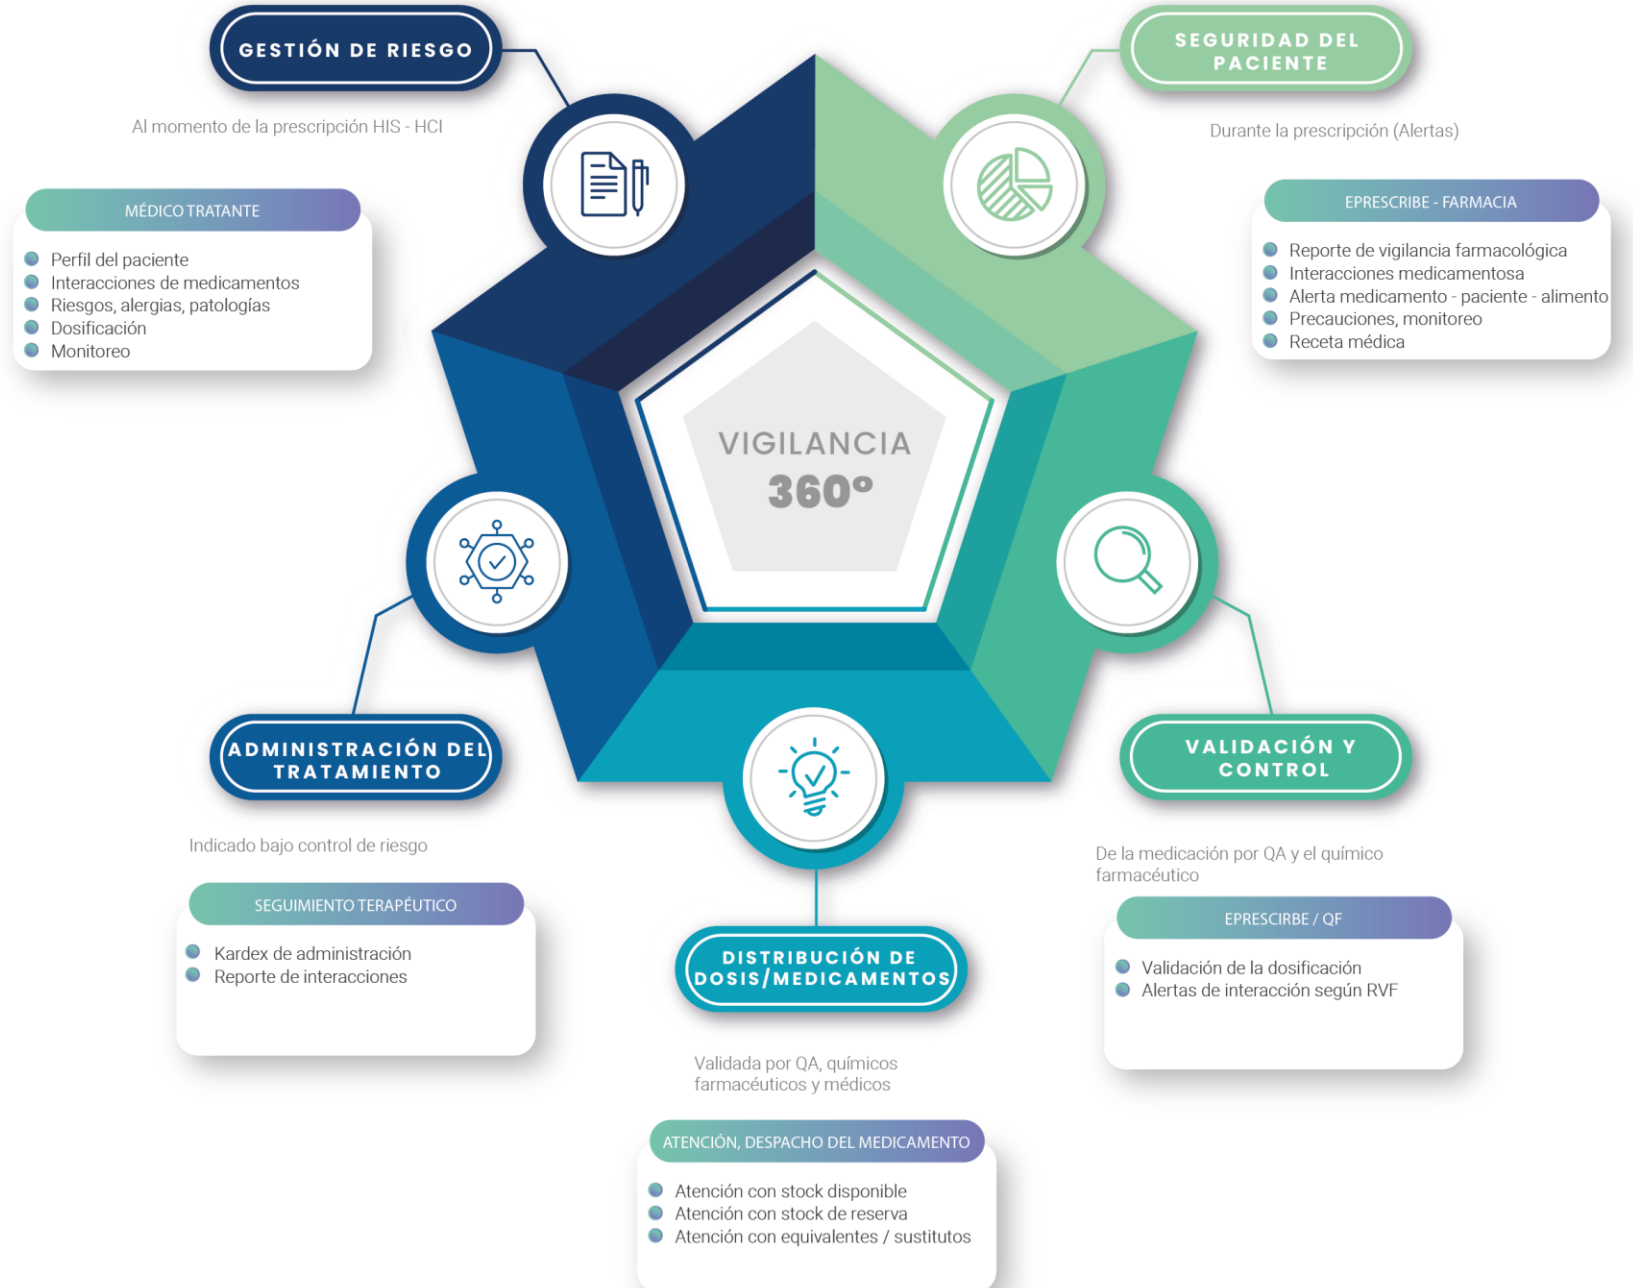 GESTIÓN DE RIESGO
Al momento de la prescripción HIS - HCI
MÉDICO TRATANTE
Perfil del paciente
Interacciones de medicamentos
Riesgos, alergias, patologías
Dosificación
Monitoreo
SEGURIDAD DEL
PACIENTE
Durante la prescripción (Alertas)
EPRESCRIBE - FARMACIA
Reporte de vigilancia farmacológica
Interacciones medicamentosa
Alerta medicamento - paciente - alimento
Precauciones, monitoreo
Receta médica
VIGILANCIA
360º
ADMINISTRACIÓN DEL
TRATAMIENTO
Indicado bajo control de riesgo
SEGUIMIENTO TERAPÉUTICO
Kardex de administración
Reporte de interacciones
DISTRIBUCIÓN DE
DOSIS/MEDICAMENTOS
Validada por QA, químicos
farmacéuticos y médicos
ATENCIÓN, DESPACHO DEL MEDICAMENTO
Atención con stock disponible
Atención con stock de reserva
Atención con equivalentes / sustitutos
VALIDACIÓN Y
CONTROL
De la medicación por QA y el químico
farmacéutico
EPRESCIRBE / QF
Validación de la dosificación
Alertas de interacción según RVF